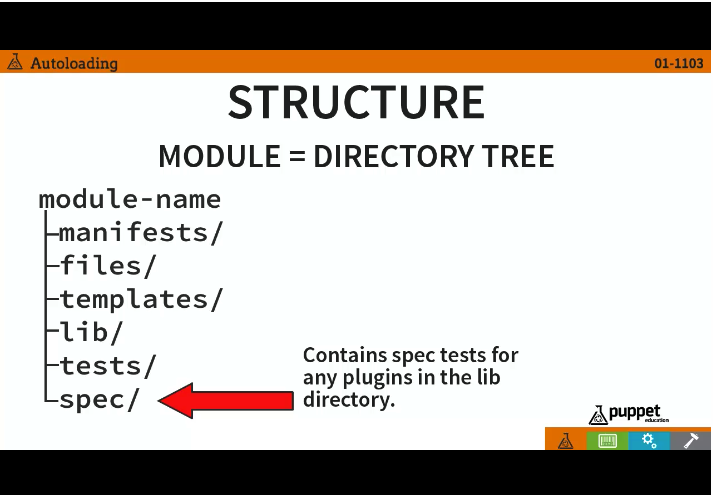 Autoloading
01-1103
STRUCTURE
MODULE = DIRECTORY TREE
module-name
manifests/
files/
templates/
lib/
tests/
spec/
Contains spec tests for
any plugins in the lib
directory.
puppet
education